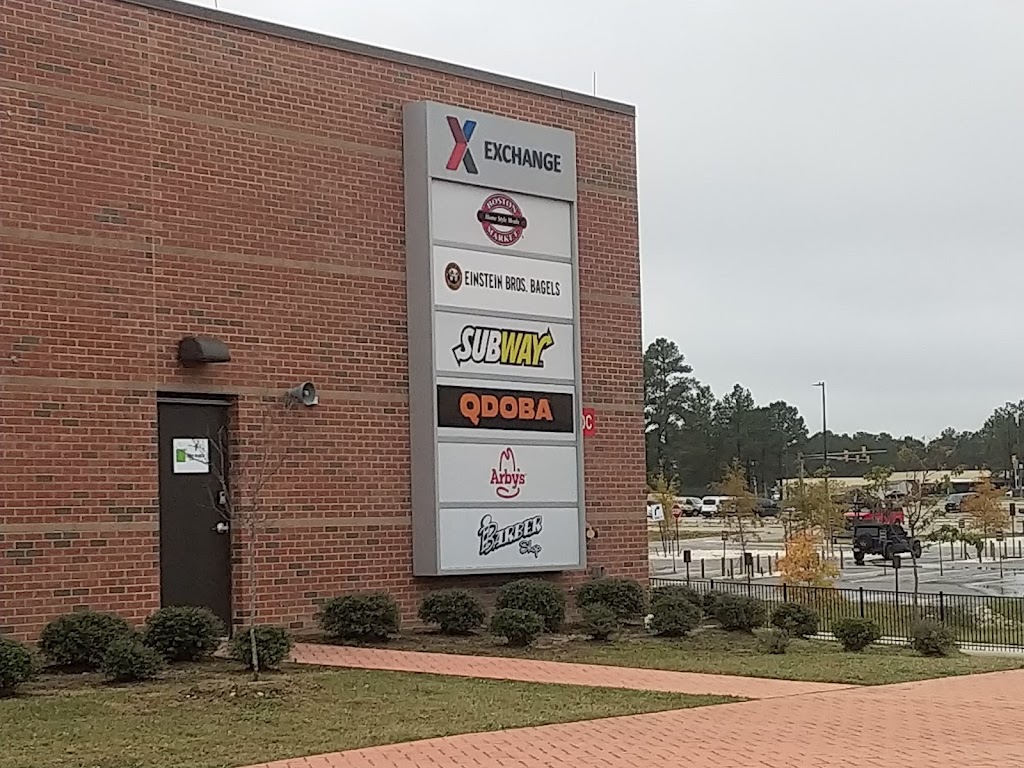 EXCHANGE
BOSTON
Home Style Meals
MARKET
EINSTEIN BROS. BAGELS
SUBWAY
QDOBA
Arby's
BARBER
Shop